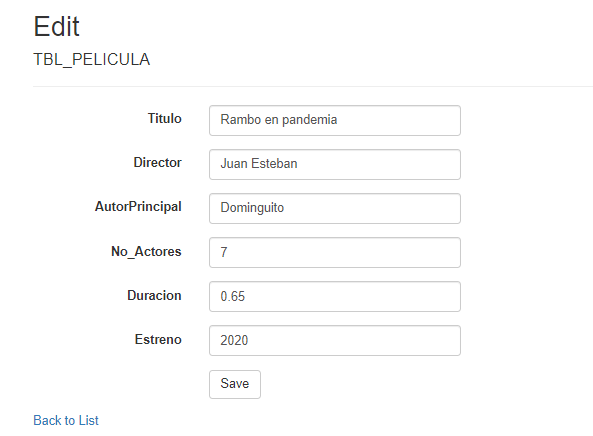 Edit
TBL_PELICULA
Titulo Rambo en pandemia
Director Juan Esteban
AutorPrincipal Dominguito
No_Actores 7
Duracion 0.65
Estreno 2020
Save
Back to List